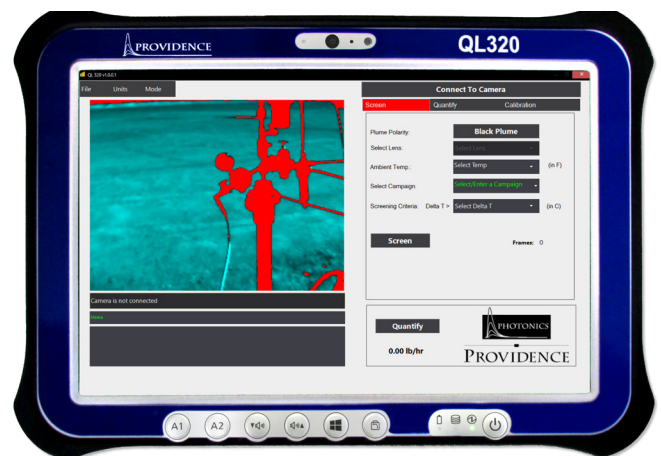 PROVIDENCE
QL320
QL 320 v1.0.0.1
File Units Mode
Connect To Camera
Screen Quantify Calibration
Plume Polarity: Black Plume
Select Lens: Select Lens
Ambient Temp.: Select Temp (in F)
Select Campaign: Select/Enter a Campaign
Screening Criteria: Delta T > Select Delta T (in C)
Screen Frames: 0
Camera is not connected
Quantify
0.00 lb/hr
PHOTONICS
PROVIDENCE
A1 A2